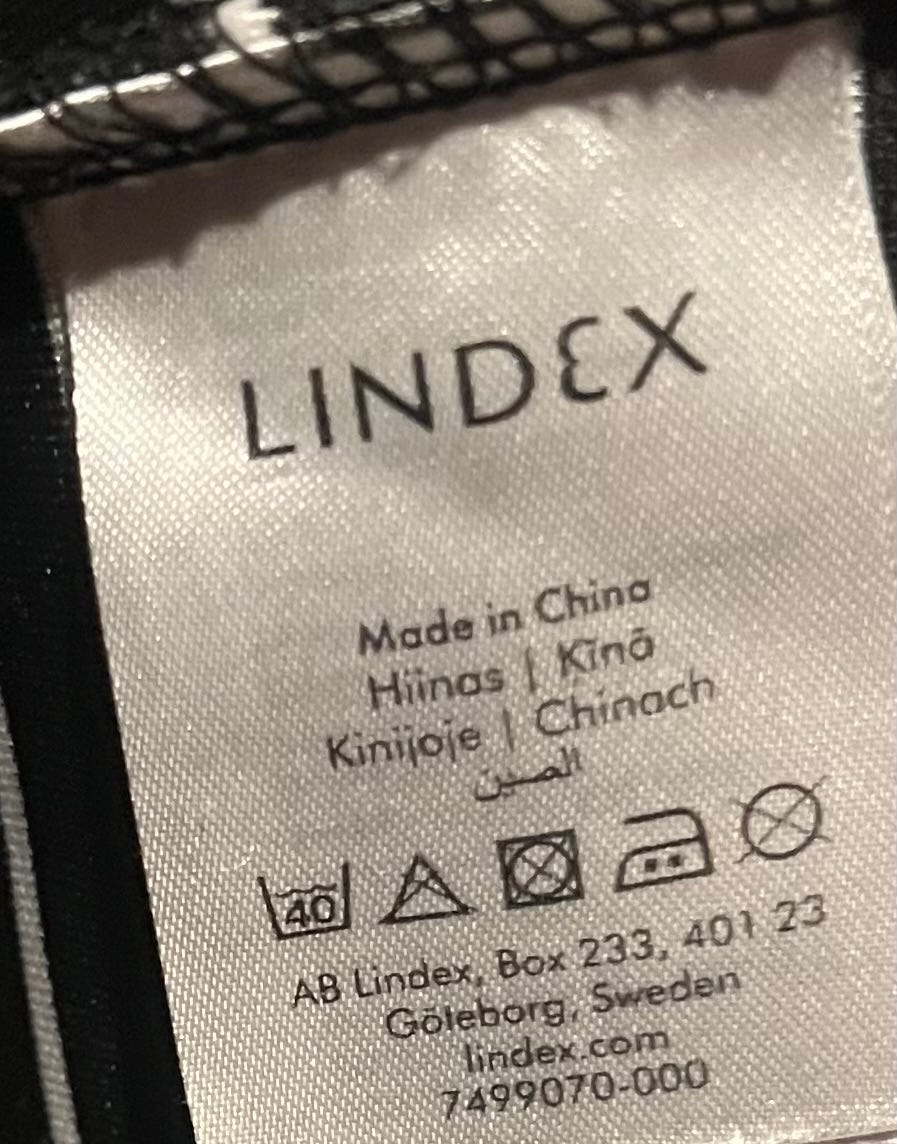 LINDEX
Made in China
Hiinas | Kīnā
Kinijoje | Chinach
الصين
40
AB Lindex, Box 233, 401 23
Göteborg, Sweden
lindex.com
7499070-000